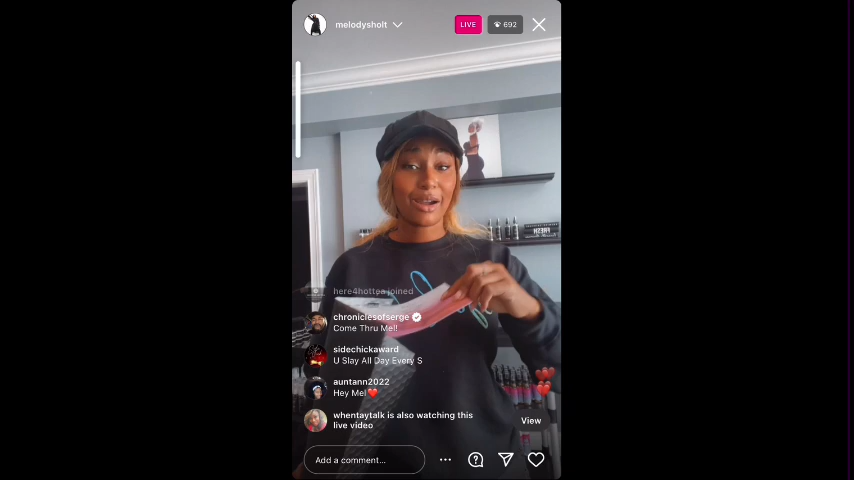 melodysholt
LIVE
692
here4hottea joined
chroniclesofserge
Come Thru Mel!
sidechickaward
U Slay All Day Every S
auntann2022
Hey Mel❤️
whentaytalk is also watching this
live video
View
Add a comment...